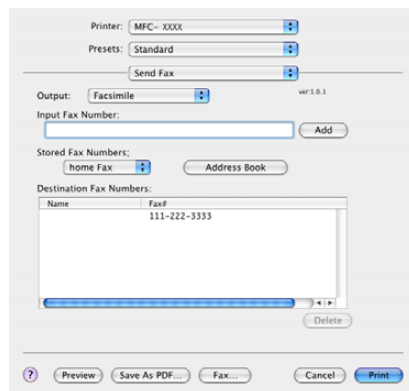 Printer: MFC- XXXX
Presets: Standard
Send Fax
Output: Facsimile ver:1.0.1
Input Fax Number:
Add
Stored Fax Numbers;
home Fax Address Book
Destination Fax Numbers:
Name Fax#
111-222-3333
Delete
? Preview Save As PDF... Fax... Cancel Print